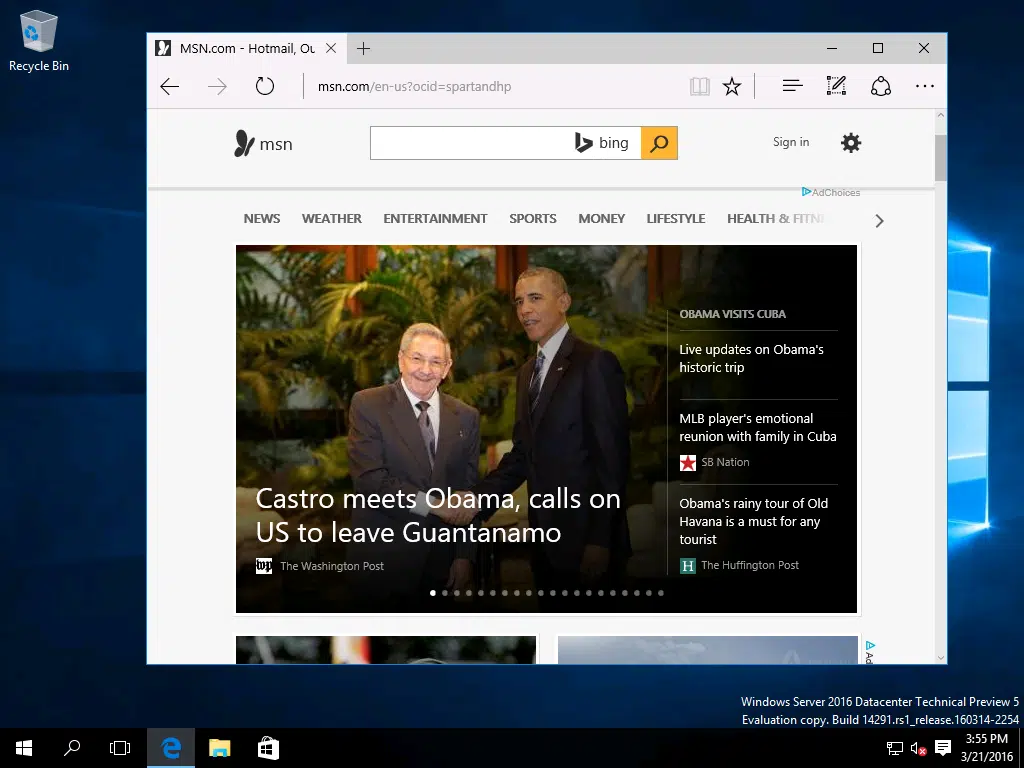 Recycle Bin
MSN.com - Hotmail, Ou
msn.com/en-us?ocid=spartandhp
msn
bing
Sign in
AdChoices
NEWS WEATHER ENTERTAINMENT SPORTS MONEY LIFESTYLE HEALTH & FITN
OBAMA VISITS CUBA
Live updates on Obama's
historic trip
MLB player's emotional
reunion with family in Cuba
SB Nation
Obama's rainy tour of Old
Havana is a must for any
tourist
H The Huffington Post
Castro meets Obama, calls on
US to leave Guantanamo
wp The Washington Post
Ad
Windows Server 2016 Datacenter Technical Preview 5
Evaluation copy. Build 14291.rs1_release.160314-2254
3:55 PM
3/21/2016